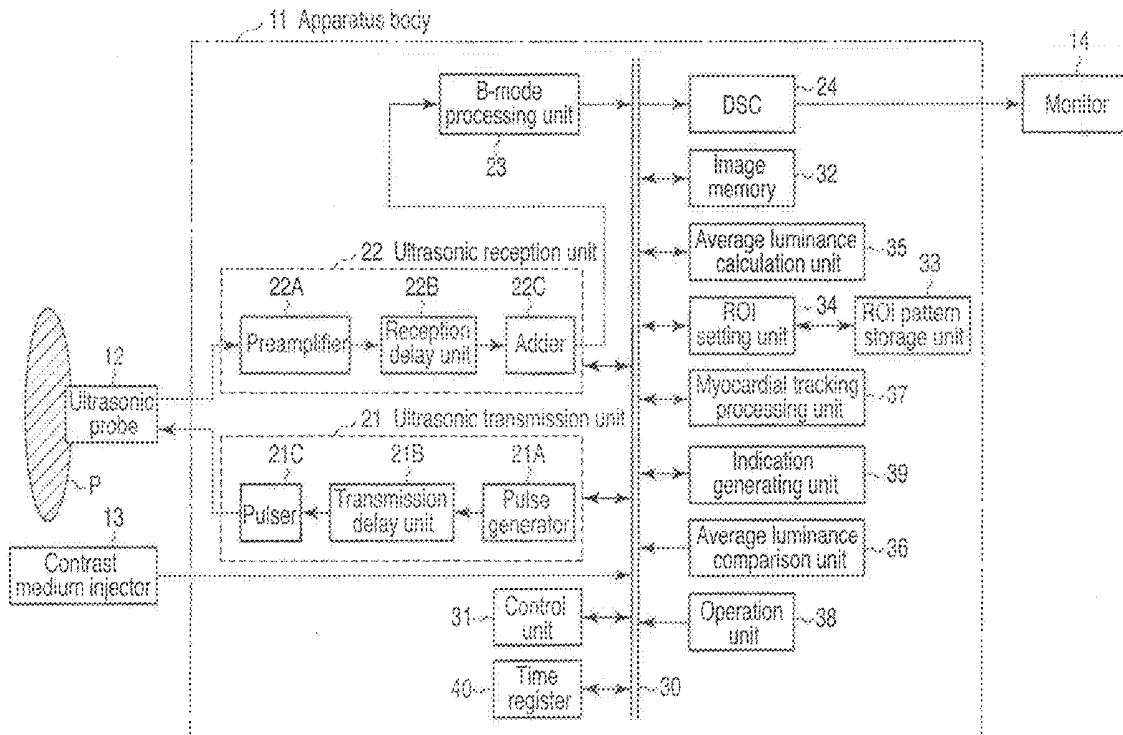 11 Apparatus body
14
Monitor
B-mode
processing unit
23
24
DSC
Image
memory
32
Average luminance
calculation unit
35
33
ROI
setting unit
34
ROI pattern
storage unit
22 Ultrasonic reception unit
22A
22B
22C
Preamplifier
Reception
delay unit
Adder
12
Ultrasonic
probe
P
Myocardial tracking
processing unit
37
21 Ultrasonic transmission unit
21C
21B
21A
Pulser
Transmission
delay unit
Pulse
generator
Indication
generating unit
39
13
Contrast
medium injector
Average luminance
comparison unit
36
31
Control
unit
Operation
unit
38
40
Time
register
30